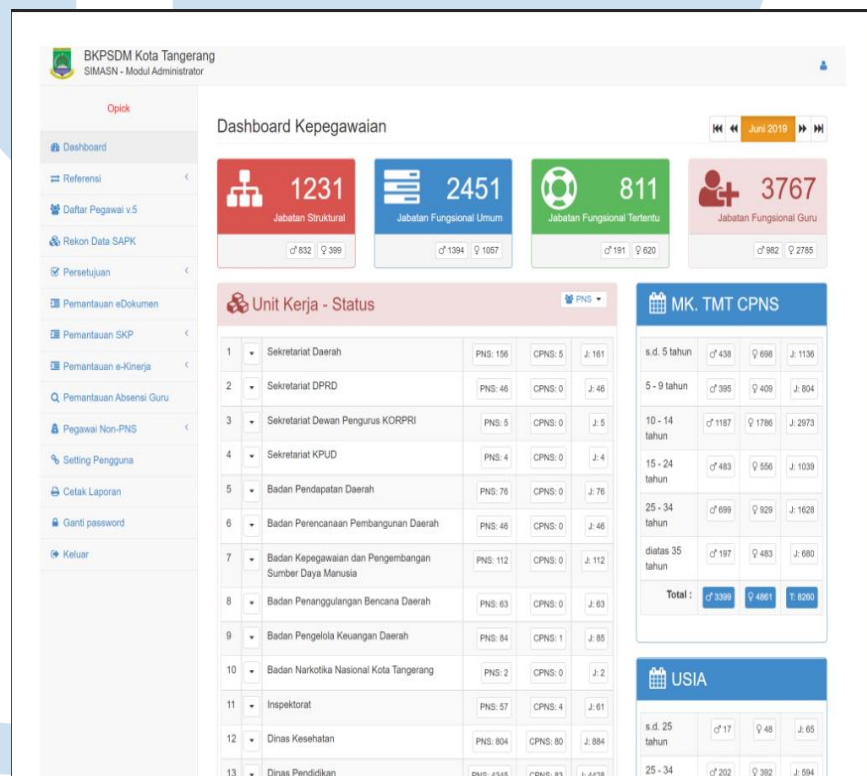 BKPSDM Kota Tangerang
SIMASN - Modul Administrator
Opick
Dashboard
Referensi
Daftar Pegawai v.5
Rekon Data SAPK
Persetujuan
Pemantauan eDokumen
Pemantauan SKP
Pemantauan e-Kinerja
Pemantauan Absensi Guru
Pegawai Non-PNS
Setting Pengguna
Cetak Laporan
Ganti password
Keluar
Dashboard Kepegawaian
Juni 2019
1231
Jabatan Struktural
♂ 832 ♀ 399
2451
Jabatan Fungsional Umum
♂ 1394 ♀ 1057
811
Jabatan Fungsional Tertentu
♂ 191 ♀ 620
3767
Jabatan Fungsional Guru
♂ 982 ♀ 2785
Unit Kerja - Status
PNS
1 Sekretariat Daerah PNS: 156 CPNS: 5 J: 161
2 Sekretariat DPRD PNS: 46 CPNS: 0 J: 46
3 Sekretariat Dewan Pengurus KORPRI PNS: 5 CPNS: 0 J: 5
4 Sekretariat KPUD PNS: 4 CPNS: 0 J: 4
5 Badan Pendapatan Daerah PNS: 76 CPNS: 0 J: 76
6 Badan Perencanaan Pembangunan Daerah PNS: 46 CPNS: 0 J: 46
7 Badan Kepegawaian dan Pengembangan PNS: 112 CPNS: 0 J: 112
Sumber Daya Manusia
8 Badan Penanggulangan Bencana Daerah PNS: 63 CPNS: 0 J: 63
9 Badan Pengelola Keuangan Daerah PNS: 84 CPNS: 1 J: 85
10 Badan Narkotika Nasional Kota Tangerang PNS: 2 CPNS: 0 J: 2
11 Inspektorat PNS: 57 CPNS: 4 J: 61
12 Dinas Kesehatan PNS: 804 CPNS: 80 J: 884
13 Dinas Pendidikan PNS: 4345 CPNS: 83 J: 4428
MK. TMT CPNS
s.d. 5 tahun ♂ 438 ♀ 698 J: 1136
5 - 9 tahun ♂ 395 ♀ 409 J: 804
10 - 14 ♂ 1187 ♀ 1786 J: 2973
tahun
15 - 24 ♂ 483 ♀ 556 J: 1039
tahun
25 - 34 ♂ 699 ♀ 929 J: 1628
tahun
diatas 35 ♂ 197 ♀ 483 J: 680
tahun
Total : ♂ 3399 ♀ 4861 T: 8260
USIA
s.d. 25 ♂ 17 ♀ 48 J: 65
tahun
25 - 34 ♂ 202 ♀ 392 J: 594